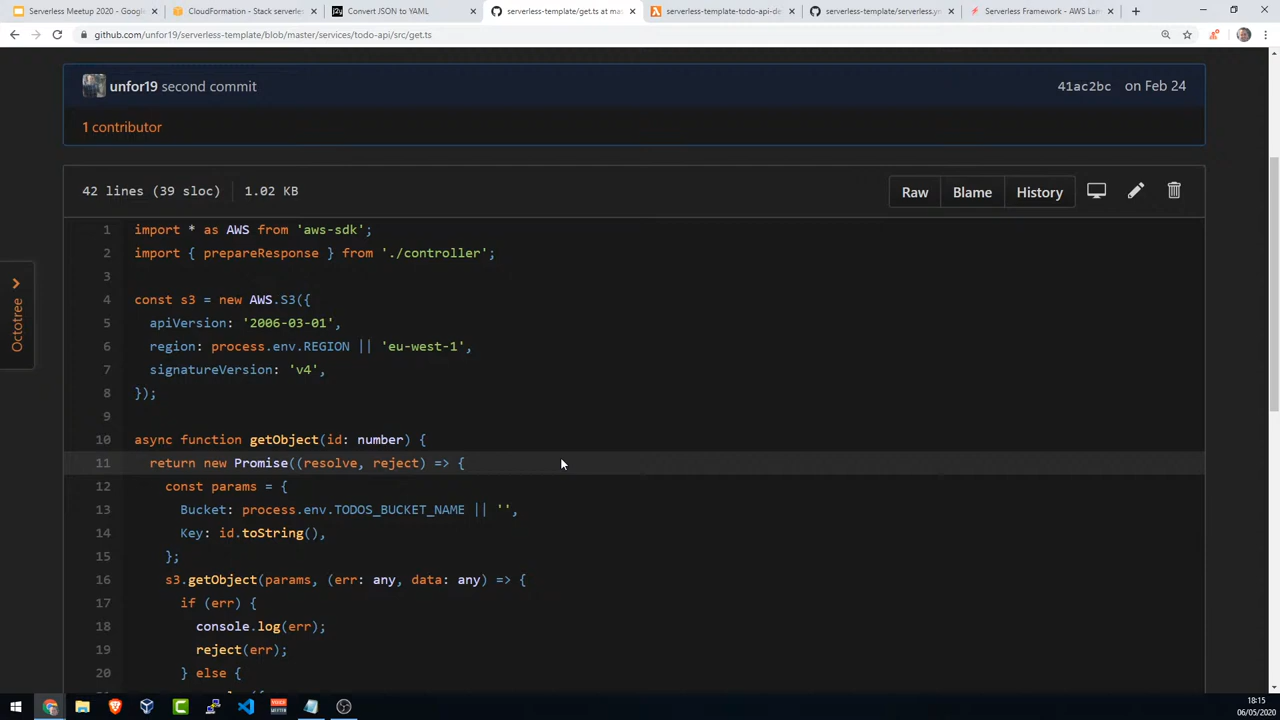 Serverless Meetup 2020 - Google
CloudFormation - Stack serverles
Convert JSON to YAML
serverless-template/get.ts at mas
serverless-template-todo-api-de
serverless-template/serverless.ym
Serverless Framework - AWS Lam
github.com/unfor19/serverless-template/blob/master/services/todo-api/src/get.ts
unfor19 second commit
41ac2bc on Feb 24
1 contributor
42 lines (39 sloc) 1.02 KB
Raw Blame History
Octotree
1 import * as AWS from 'aws-sdk';
2 import { prepareResponse } from './controller';
3
4 const s3 = new AWS.S3({
5 apiVersion: '2006-03-01',
6 region: process.env.REGION || 'eu-west-1',
7 signatureVersion: 'v4',
8 });
9
10 async function getObject(id: number) {
11 return new Promise((resolve, reject) => {
12 const params = {
13 Bucket: process.env.TODOS_BUCKET_NAME || '',
14 Key: id.toString(),
15 };
16 s3.getObject(params, (err: any, data: any) => {
17 if (err) {
18 console.log(err);
19 reject(err);
20 } else {
18:15
06/05/2020